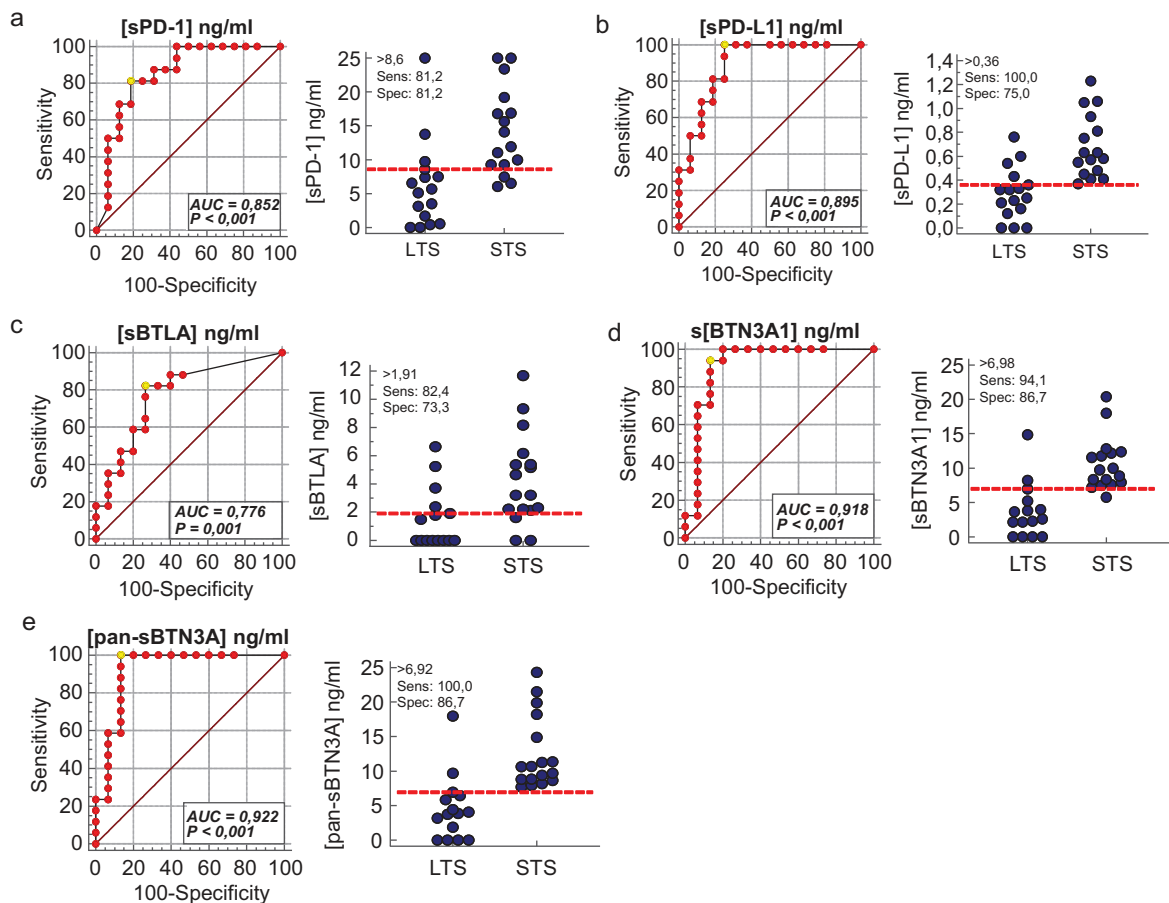 a
[sPD-1] ng/ml
100
80
60
40
20
0
Sensitivity
AUC = 0,852
P < 0,001
0 20 40 60 80 100
100-Specificity
25
20
15
10
5
0
[sPD-1] ng/ml
>8,6
Sens: 81,2
Spec: 81,2
LTS STS
b
[sPD-L1] ng/ml
100
80
60
40
20
0
Sensitivity
AUC = 0,895
P < 0,001
0 20 40 60 80 100
100-Specificity
1,4
1,2
1,0
0,8
0,6
0,4
0,2
0,0
[sPD-L1] ng/ml
>0,36
Sens: 100,0
Spec: 75,0
LTS STS
c
[sBTLA] ng/ml
100
80
60
40
20
0
Sensitivity
AUC = 0,776
P = 0,001
0 20 40 60 80 100
100-Specificity
12
10
8
6
4
2
0
[sBTLA] ng/ml
>1,91
Sens: 82,4
Spec: 73,3
LTS STS
d
s[BTN3A1] ng/ml
100
80
60
40
20
0
Sensitivity
AUC = 0,918
P < 0,001
0 20 40 60 80 100
100-Specificity
25
20
15
10
5
0
[sBTN3A1] ng/ml
>6,98
Sens: 94,1
Spec: 86,7
LTS STS
e
[pan-sBTN3A] ng/ml
100
80
60
40
20
0
Sensitivity
AUC = 0,922
P < 0,001
0 20 40 60 80 100
100-Specificity
25
20
15
10
5
0
[pan-sBTN3A] ng/ml
>6,92
Sens: 100,0
Spec: 86,7
LTS STS